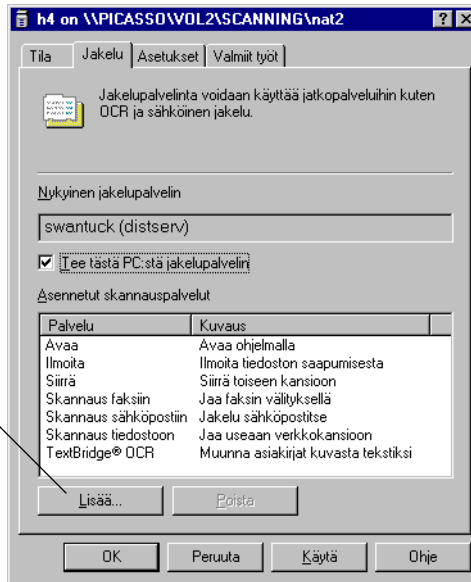 h4 on \\PICASSO\VOL2\SCANNING\nat2
Tila Jakelu Asetukset Valmiit työt
Jakelupalvelinta voidaan käyttää jatkopalveluihin kuten
OCR ja sähköinen jakelu.
Nykyinen jakelupalvelin
swantuck (distserv)
Tee tästä PC:stä jakelupalvelin
Asennetut skannauspalvelut
Palvelu Kuvaus
Avaa Avaa ohjelmalla
Ilmoita Ilmoita tiedoston saapumisesta
Siirrä Siirrä toiseen kansioon
Skannaus faksiin Jaa faksin välityksellä
Skannaus sähköpostiin Jakelu sähköpostitse
Skannaus tiedostoon Jaa useaan verkkokansioon
TextBridge® OCR Muunna asiakirjat kuvasta tekstiksi
Lisää... Poista
OK Peruuta Käytä Ohje